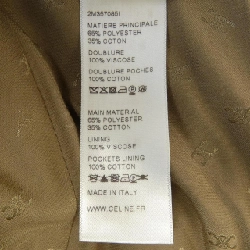 MATIERE PRINCIPALE
65% POLYESTER
35% COTON
DOUBLURE
100% VISCOSE
DOUBLURE POCHES
100% COTON
MAIN MATERIAL
65% POLYESTER
35% COTTON
LINING
100% VISCOSE
POCKETS LINING
100% COTTON
MADE IN ITALY
WWW.CELINE.FR